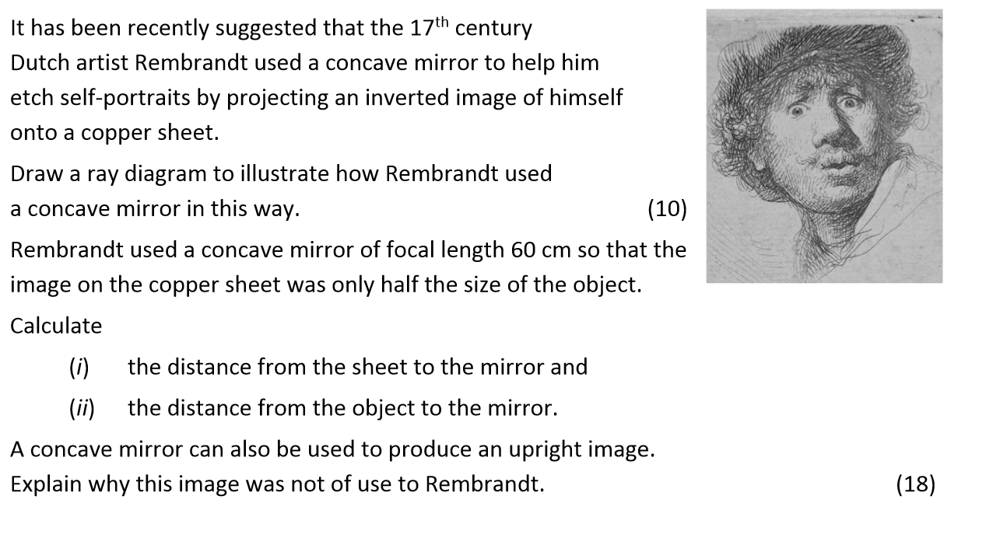 It has been recently suggested that the 17th century
Dutch artist Rembrandt used a concave mirror to help him
etch self-portraits by projecting an inverted image of himself
onto a copper sheet.
Draw a ray diagram to illustrate how Rembrandt used
a concave mirror in this way. (10)
Rembrandt used a concave mirror of focal length 60 cm so that the
image on the copper sheet was only half the size of the object.
Calculate
(i) the distance from the sheet to the mirror and
(ii) the distance from the object to the mirror.
A concave mirror can also be used to produce an upright image.
Explain why this image was not of use to Rembrandt. (18)